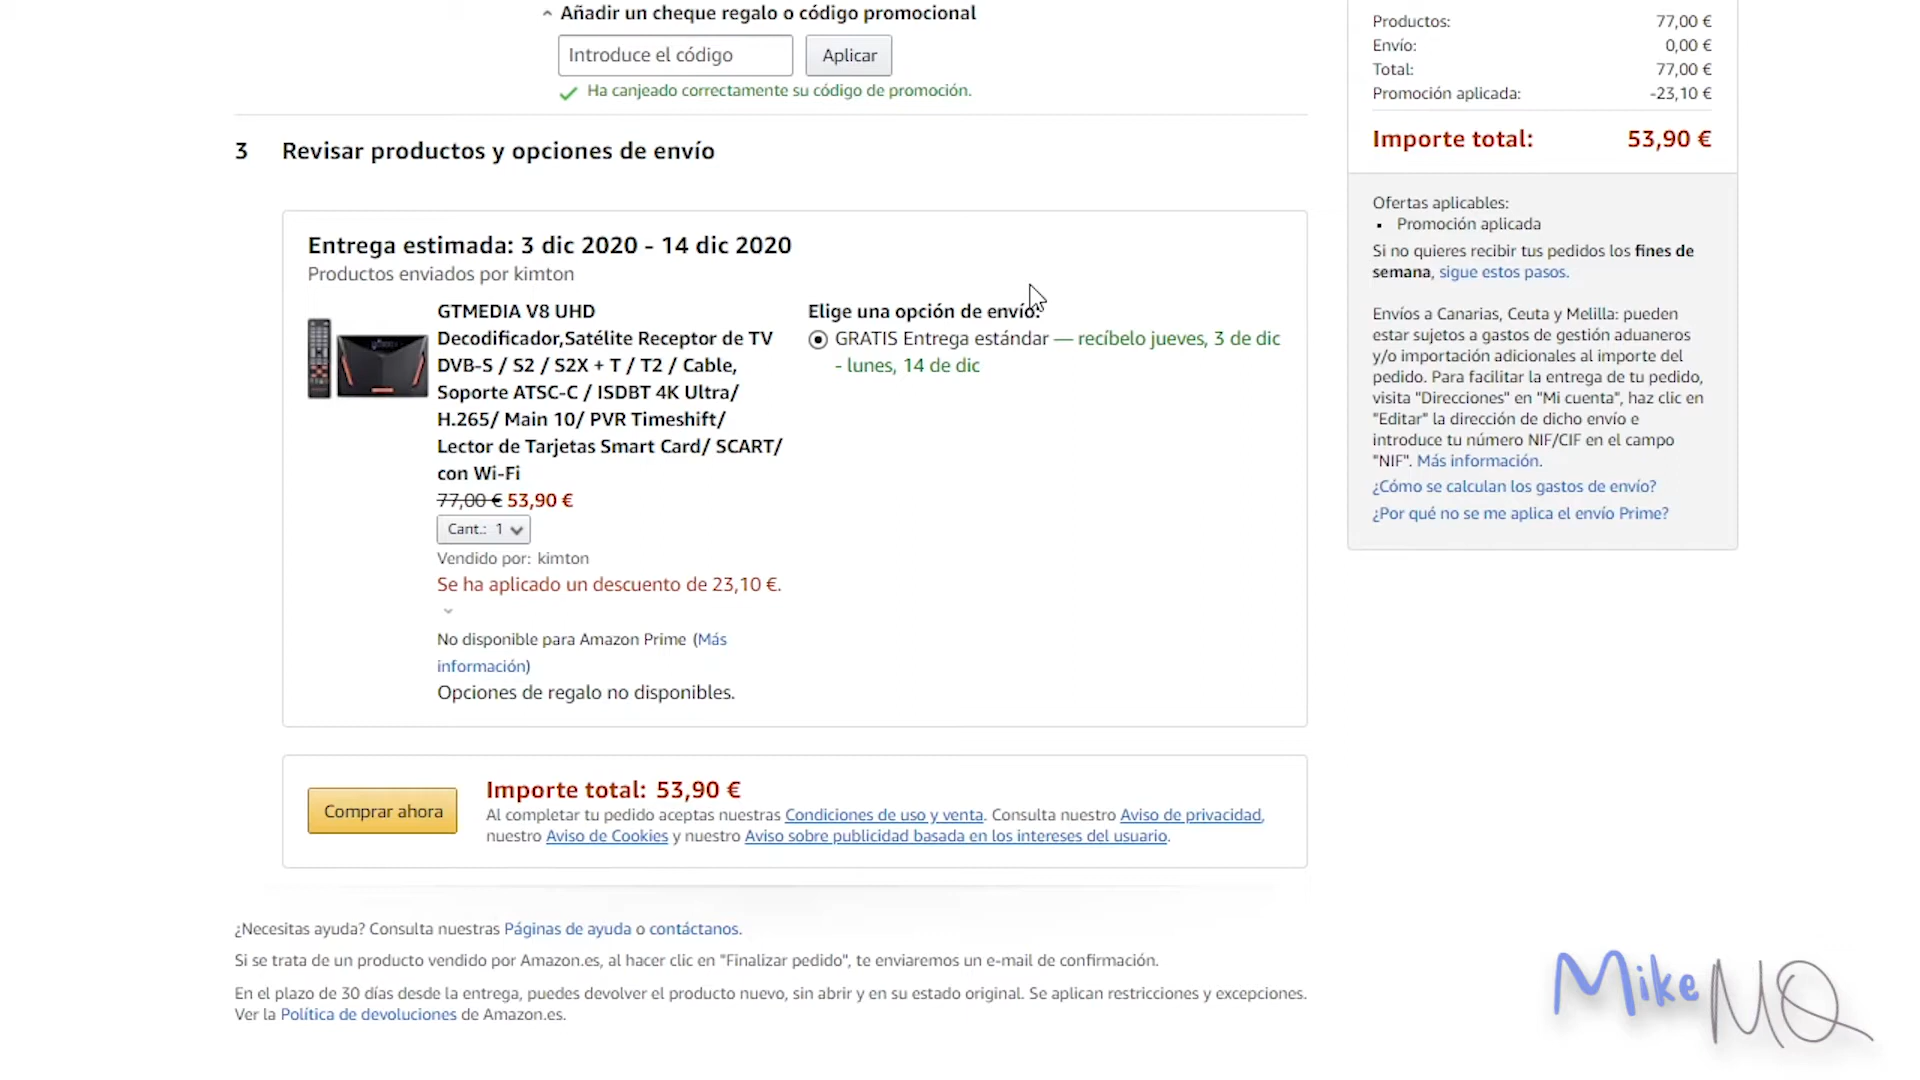 Añadir un cheque regalo o código promocional
Introduce el código
Aplicar
Ha canjeado correctamente su código de promoción.
3 Revisar productos y opciones de envío
Entrega estimada: 3 dic 2020 - 14 dic 2020
Productos enviados por kimton
GTMEDIA V8 UHD
Decodificador,Satélite Receptor de TV
DVB-S / S2 / S2X + T / T2 / Cable,
Soporte ATSC-C / ISDBT 4K Ultra/
H.265/ Main 10/ PVR Timeshift/
Lector de Tarjetas Smart Card/ SCART/
con Wi-Fi
77,00 € 53,90 €
Cant.: 1
Vendido por: kimton
Se ha aplicado un descuento de 23,10 €.
No disponible para Amazon Prime (Más
información)
Opciones de regalo no disponibles.
Elige una opción de envío:
GRATIS Entrega estándar — recíbelo jueves, 3 de dic
- lunes, 14 de dic
Comprar ahora
Importe total: 53,90 €
Al completar tu pedido aceptas nuestras Condiciones de uso y venta. Consulta nuestro Aviso de privacidad,
nuestro Aviso de Cookies y nuestro Aviso sobre publicidad basada en los intereses del usuario.
¿Necesitas ayuda? Consulta nuestras Páginas de ayuda o contáctanos.
Si se trata de un producto vendido por Amazon.es, al hacer clic en "Finalizar pedido", te enviaremos un e-mail de confirmación.
En el plazo de 30 días desde la entrega, puedes devolver el producto nuevo, sin abrir y en su estado original. Se aplican restricciones y excepciones.
Ver la Política de devoluciones de Amazon.es.
Productos: 77,00 €
Envío: 0,00 €
Total: 77,00 €
Promoción aplicada: -23,10 €
Importe total: 53,90 €
Ofertas aplicables:
Promoción aplicada
Si no quieres recibir tus pedidos los fines de
semana, sigue estos pasos.
Envíos a Canarias, Ceuta y Melilla: pueden
estar sujetos a gastos de gestión aduaneros
y/o importación adicionales al importe del
pedido. Para facilitar la entrega de tu pedido,
visita "Direcciones" en "Mi cuenta", haz clic en
"Editar" la dirección de dicho envío e
introduce tu número NIF/CIF en el campo
"NIF". Más información.
¿Cómo se calculan los gastos de envío?
¿Por qué no se me aplica el envío Prime?
Mike MQ